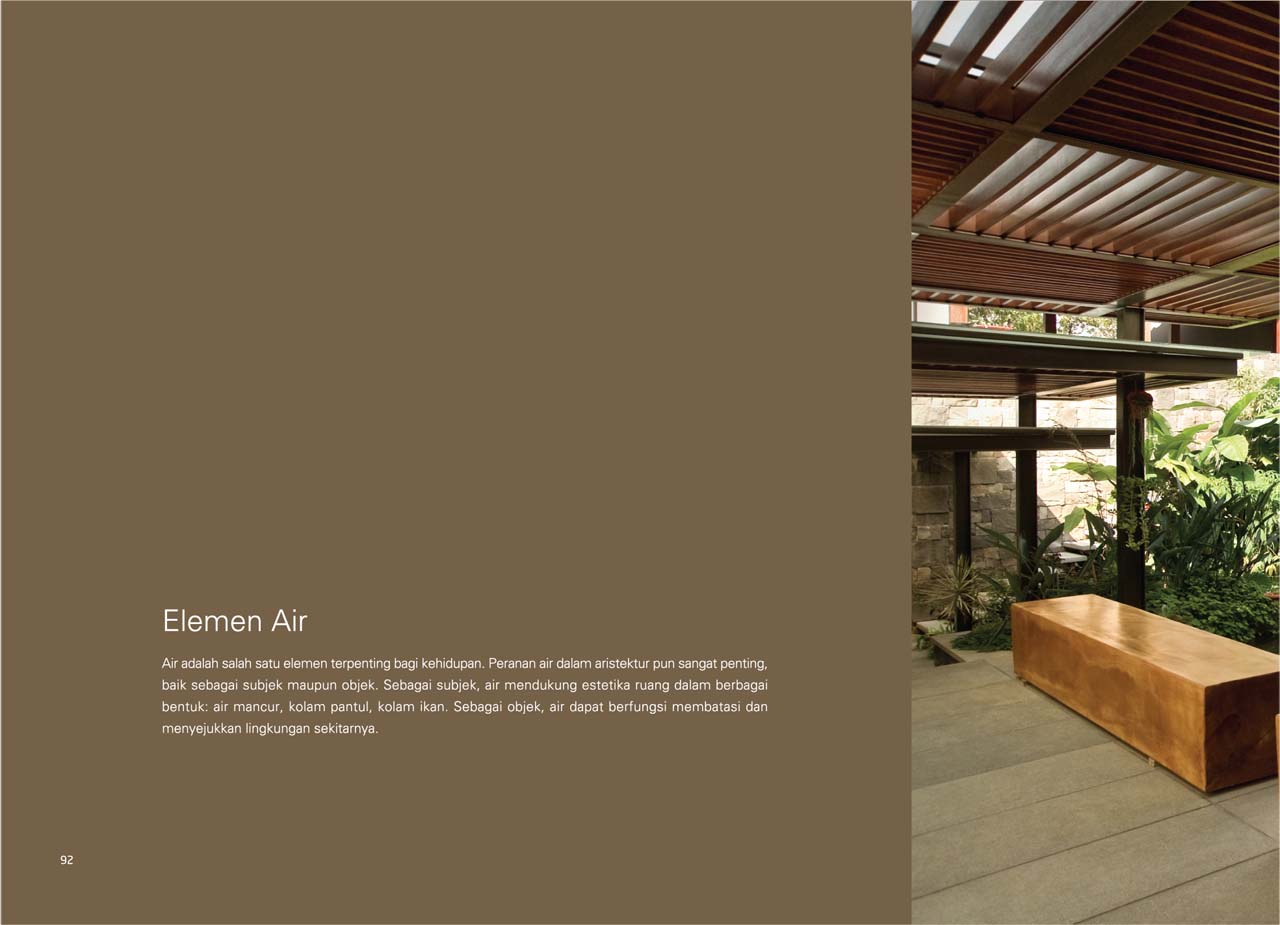 Elemen Air
Air adalah salah satu elemen terpenting bagi kehidupan. Peranan air dalam aristektur pun sangat penting,
baik sebagai subjek maupun objek. Sebagai subjek, air mendukung estetika ruang dalam berbagai
bentuk: air mancur, kolam pantul, kolam ikan. Sebagai objek, air dapat berfungsi membatasi dan
menyejukkan lingkungan sekitarnya.
92